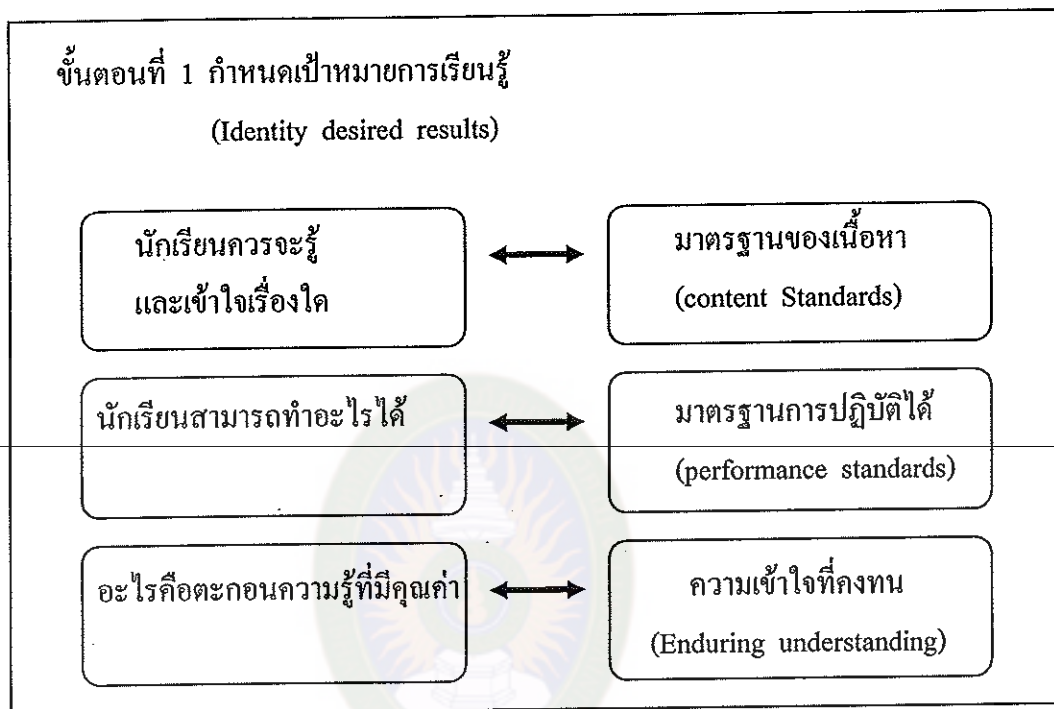 ขั้นตอนที่ 1 กำหนดเป้าหมายการเรียนรู้
(Identity desired results)
นักเรียนควรจะรู้
และเข้าใจเรื่องใด
มาตรฐานของเนื้อหา
(content Standards)
นักเรียนสามารถทำอะไรได้
มาตรฐานการปฏิบัติได้
(performance standards)
อะไรคือตะกอนความรู้ที่มีคุณค่า
ความเข้าใจที่คงทน
(Enduring understanding)